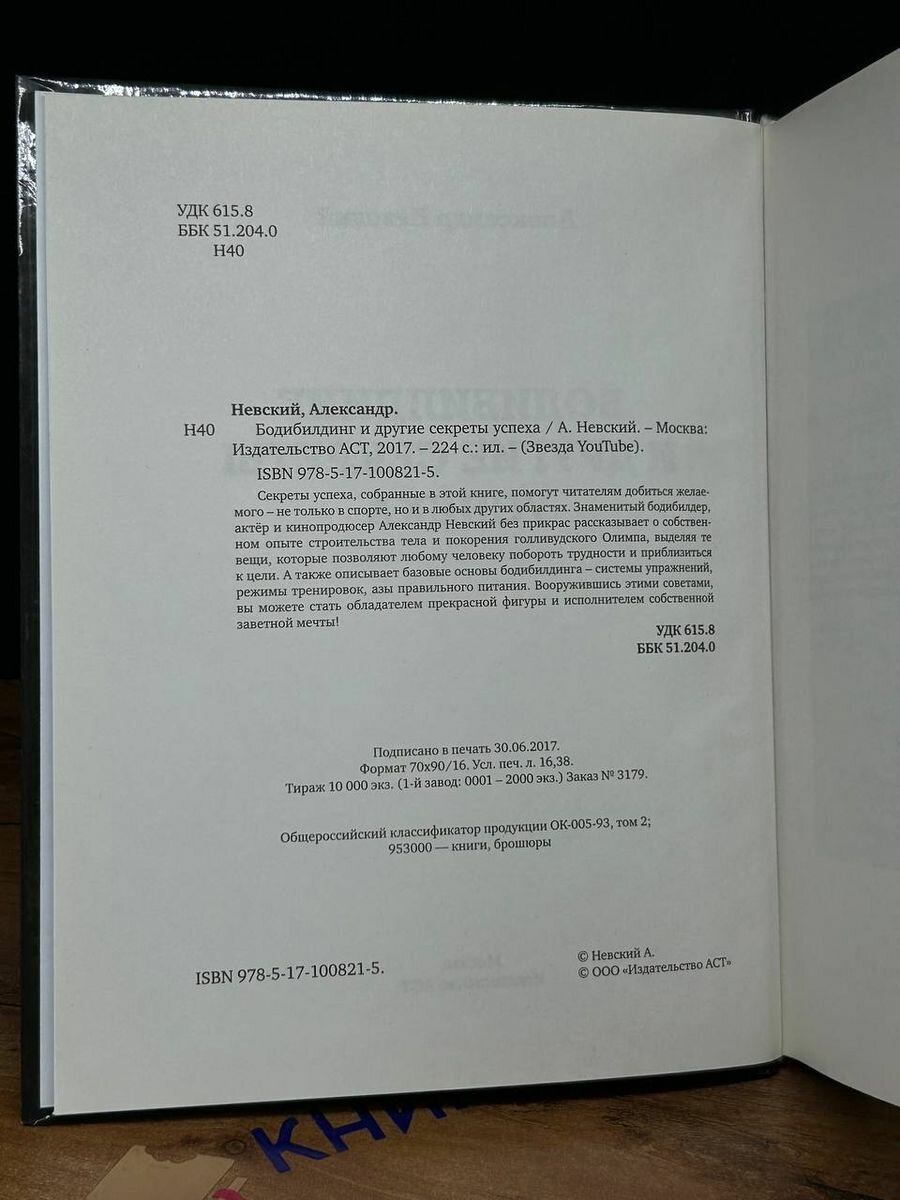 УДК 615.8
ББК 51.204.0
Н40
Невский, Александр.
Н40 Бодибилдинг и другие секреты успеха / А. Невский. – Москва:
Издательство АСТ, 2017. – 224 с.: ил. – (Звезда YouTube).
ISBN 978-5-17-100821-5.
Секреты успеха, собранные в этой книге, помогут читателям добиться желае-
мого – не только в спорте, но и в любых других областях. Знаменитый бодибилдер,
актёр и кинопродюсер Александр Невский без прикрас рассказывает о собствен-
ном опыте строительства тела и покорения голливудского Олимпа, выделяя те
вещи, которые позволяют любому человеку побороть трудности и приблизиться
к цели. А также описывает базовые основы бодибилдинга – системы упражнений,
режимы тренировок, азы правильного питания. Вооружившись этими советами,
вы можете стать обладателем прекрасной фигуры и исполнителем собственной
заветной мечты!
УДК 615.8
ББК 51.204.0
Подписано в печать 30.06.2017.
Формат 70х90/16. Усл. печ. л. 16,38.
Тираж 10 000 экз. (1-й завод: 0001 – 2000 экз.) Заказ № 3179.
Общероссийский классификатор продукции ОК-005-93, том 2;
953000 — книги, брошюры
ISBN 978-5-17-100821-5.
© Невский А.
© ООО «Издательство АСТ»